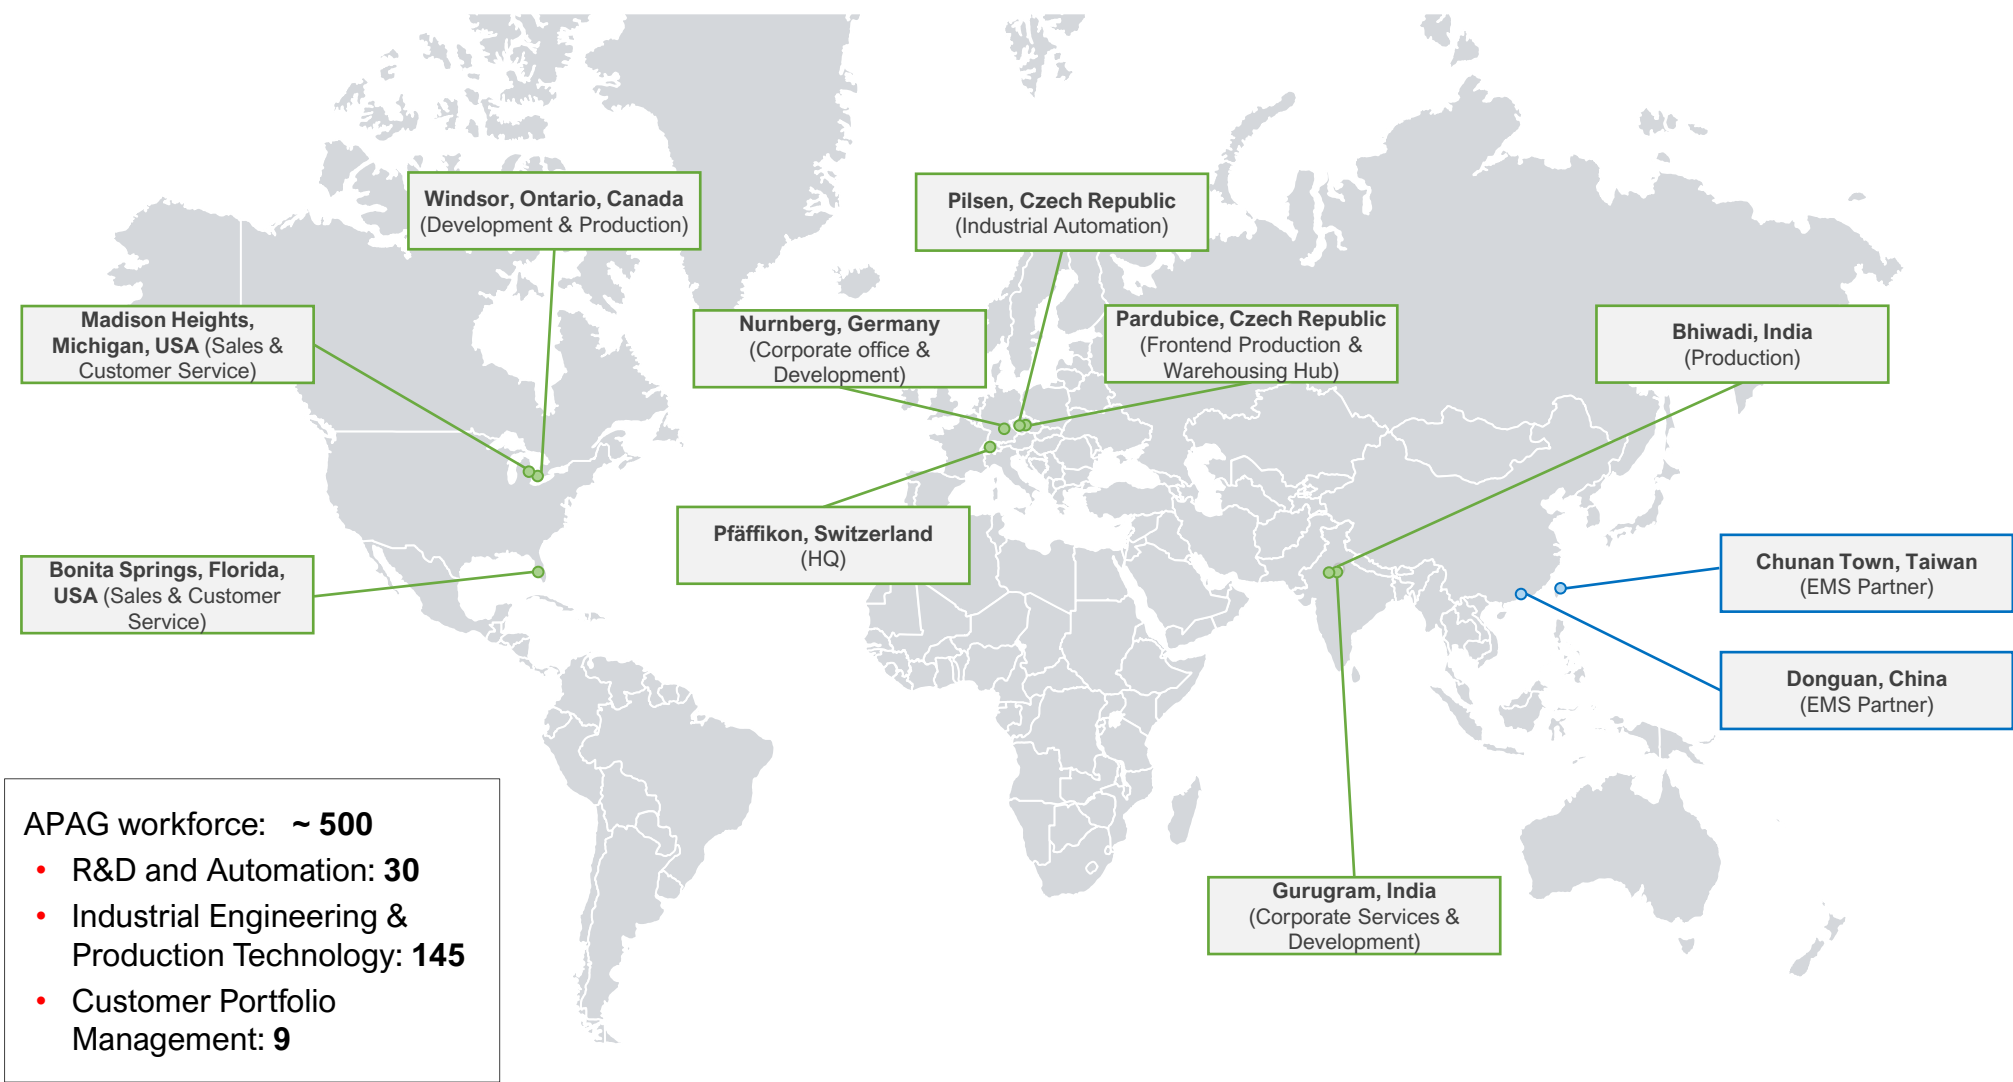 Windsor, Ontario, Canada
(Development & Production)
Pilsen, Czech Republic
(Industrial Automation)
Madison Heights,
Michigan, USA (Sales &
Customer Service)
Nurnberg, Germany
(Corporate office &
Development)
Pardubice, Czech Republic
(Frontend Production &
Warehousing Hub)
Bhiwadi, India
(Production)
Pfäffikon, Switzerland
(HQ)
Bonita Springs, Florida,
USA (Sales & Customer
Service)
Chunan Town, Taiwan
(EMS Partner)
Donguan, China
(EMS Partner)
Gurugram, India
(Corporate Services &
Development)
APAG workforce: ~ 500
• R&D and Automation: 30
• Industrial Engineering &
Production Technology: 145
• Customer Portfolio
Management: 9